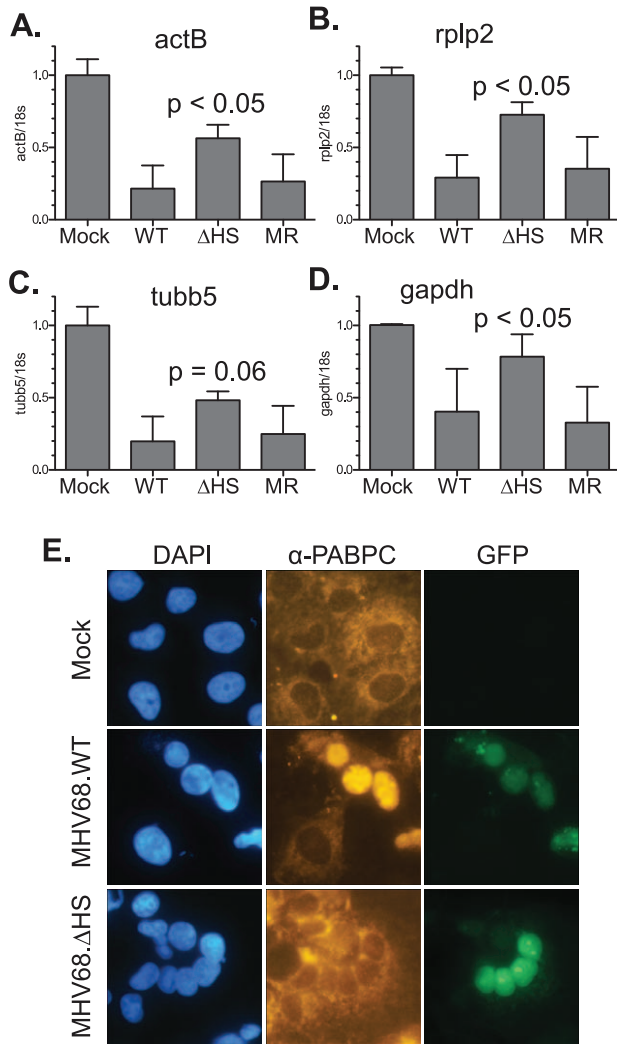 A.
actB
p < 0.05
actB/18s
1.0
0.5
0.0
Mock WT ΔHS MR
B.
rplp2
p < 0.05
rplp2/18s
1.0
0.5
0.0
Mock WT ΔHS MR
C.
tubb5
p = 0.06
tubb5/18s
1.0
0.5
0.0
Mock WT ΔHS MR
D.
gapdh
p < 0.05
gapdh/18s
1.0
0.5
0.0
Mock WT ΔHS MR
E.
DAPI α-PABPC GFP
Mock
MHV68.WT
MHV68.ΔHS